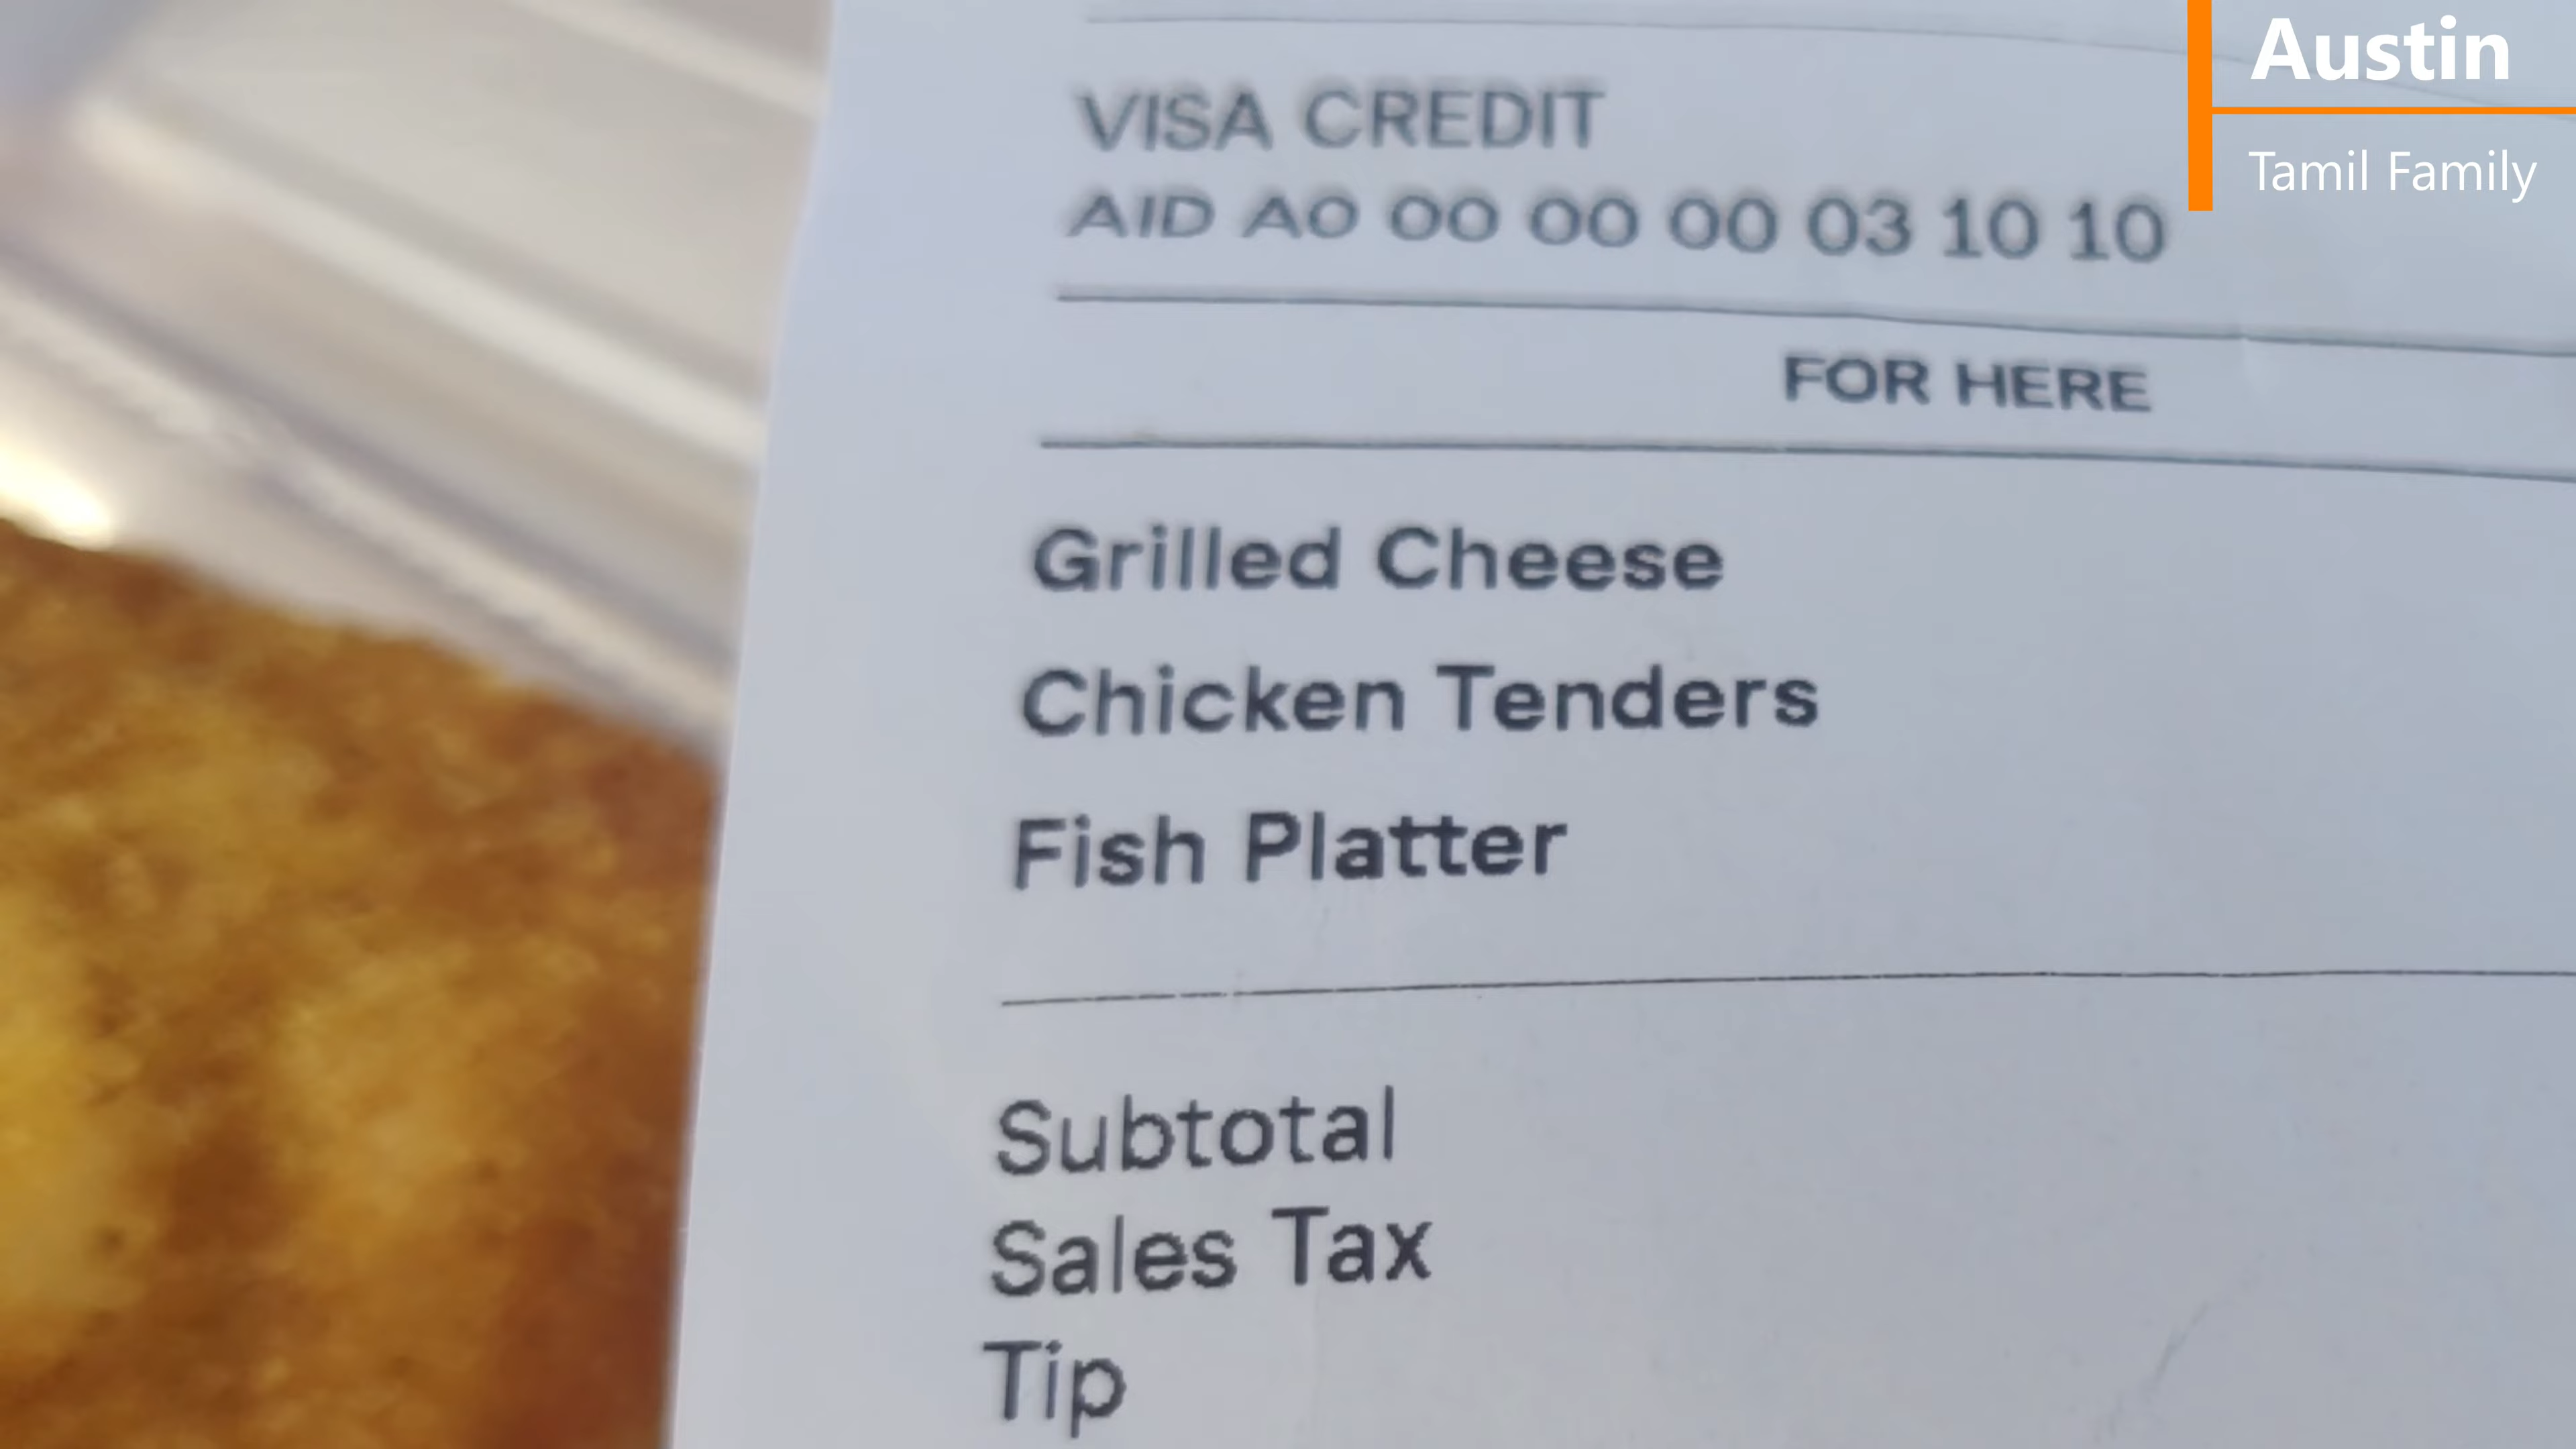 Austin
Tamil Family
VISA CREDIT
AID A0 00 00 00 03 10 10
FOR HERE
Grilled Cheese
Chicken Tenders
Fish Platter
Subtotal
Sales Tax
Tip